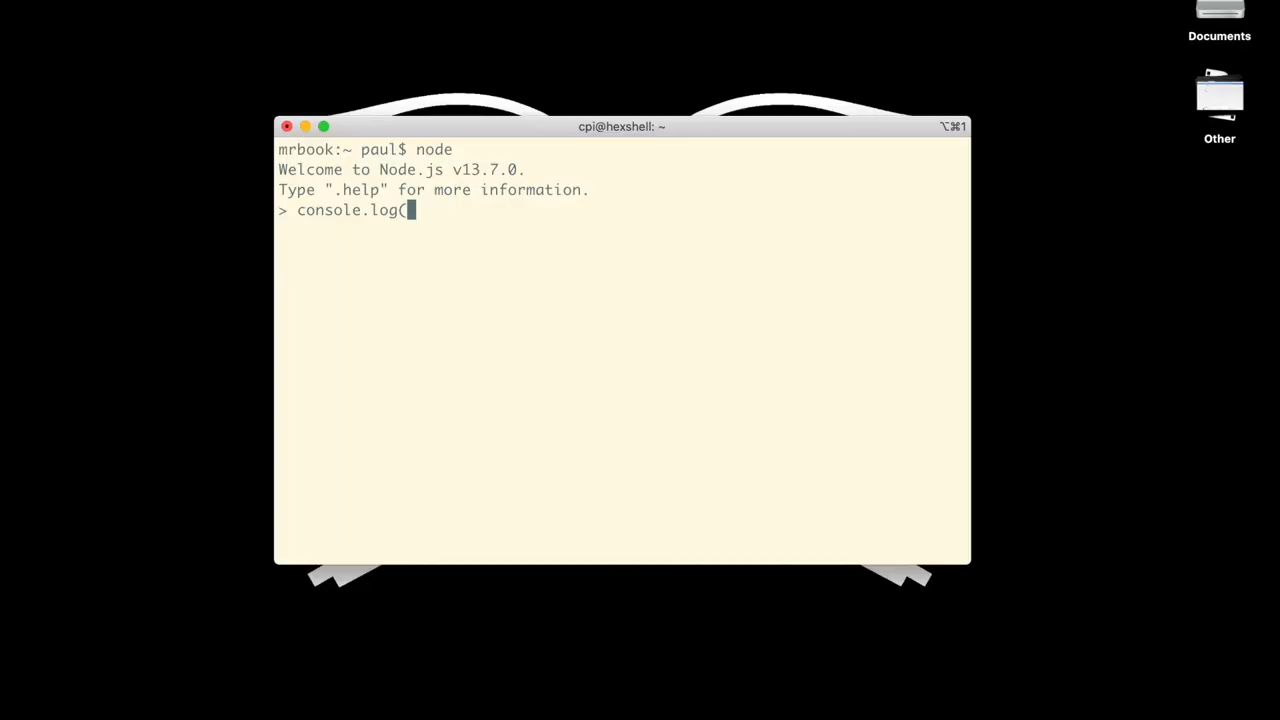 Documents
Other
cpi@hexshell: ~
⌥⌘1
mrbook:~ paul$ node
Welcome to Node.js v13.7.0.
Type ".help" for more information.
> console.log(